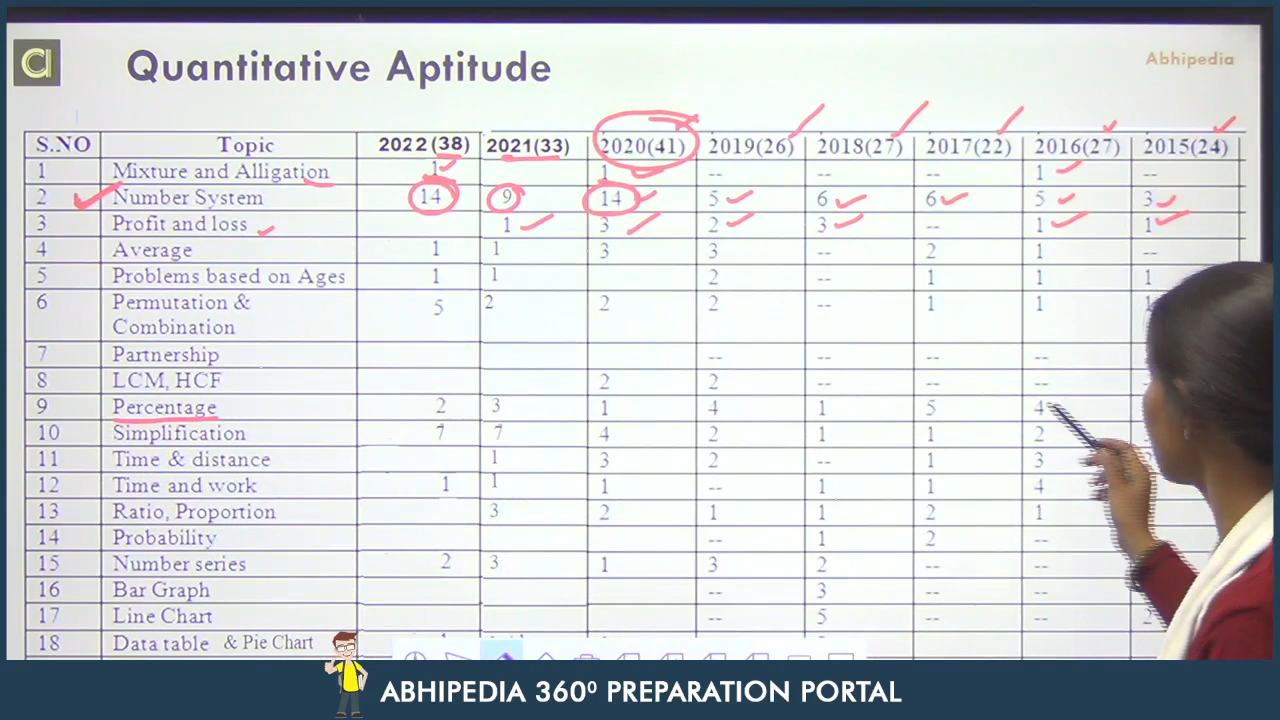 Quantitative Aptitude
Abhipedia
S.NO Topic 2022(38) 2021(33) 2020(41) 2019(26) 2018(27) 2017(22) 2016(27) 2015(24)
1 Mixture and Alligation 1 1 -- -- -- 1 --
2 Number System 14 9 14 5 6 6 5 3
3 Profit and loss 1 3 2 3 -- 1 1
4 Average 1 1 3 3 -- 2 1 --
5 Problems based on Ages 1 1 2 -- 1 1 1
6 Permutation & 5 2 2 2 -- 1 1 1
Combination
7 Partnership -- -- -- --
8 LCM, HCF 2 2 -- -- --
9 Percentage 2 3 1 4 1 5 4
10 Simplification 7 7 4 2 1 1 2
11 Time & distance 1 3 2 -- 1 3
12 Time and work 1 1 1 -- 1 1 4
13 Ratio, Proportion 3 2 1 1 2 1
14 Probability -- 1 2 --
15 Number series 2 3 1 3 2 -- --
16 Bar Graph -- 3 -- --
17 Line Chart -- 5 -- -- 2
18 Data table & Pie Chart
ABHIPEDIA 360⁰ PREPARATION PORTAL